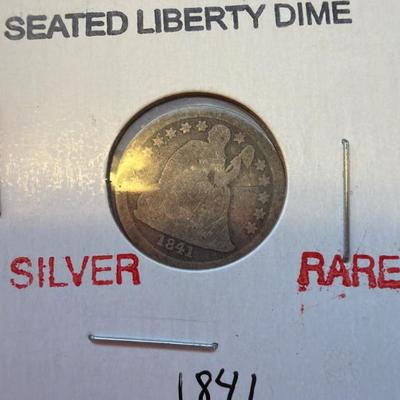 SEATED LIBERTY DIME
1841
SILVER RARE
1841